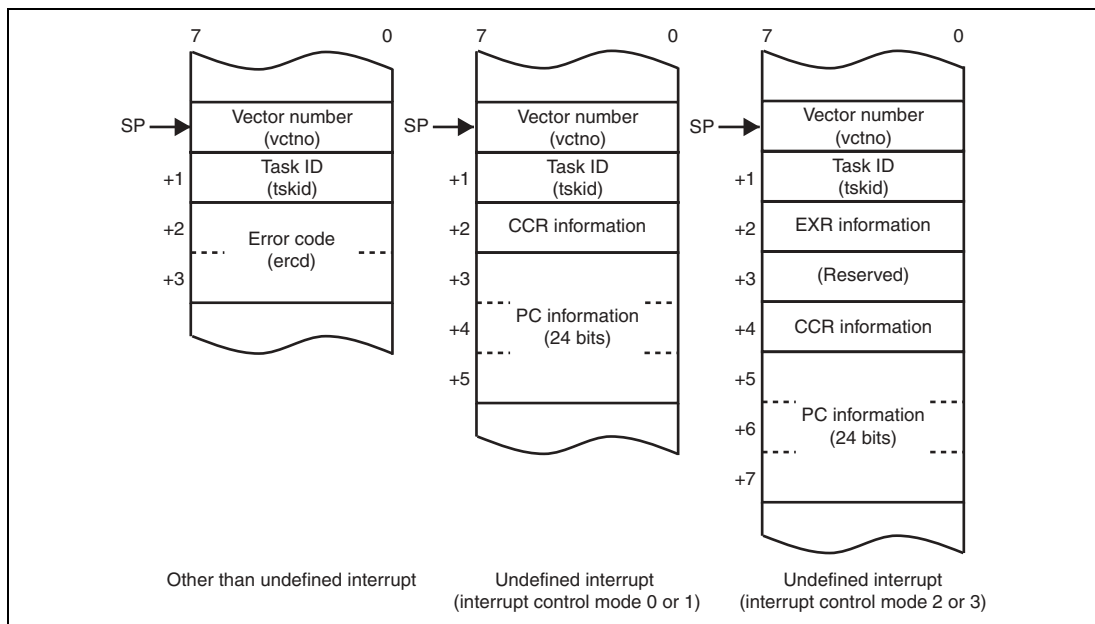 7 0
SP
Vector number
(vctno)
+1
Task ID
(tskid)
+2
Error code
(ercd)
+3
Other than undefined interrupt
7 0
SP
Vector number
(vctno)
+1
Task ID
(tskid)
+2
CCR information
+3
PC information
(24 bits)
+4
+5
Undefined interrupt
(interrupt control mode 0 or 1)
7 0
SP
Vector number
(vctno)
+1
Task ID
(tskid)
+2
EXR information
+3
(Reserved)
+4
CCR information
+5
PC information
(24 bits)
+6
+7
Undefined interrupt
(interrupt control mode 2 or 3)